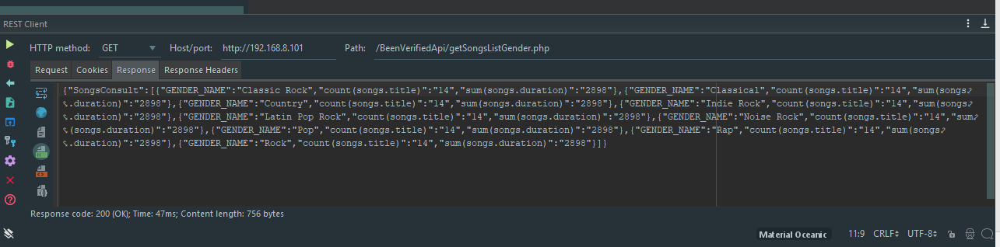 REST Client
HTTP method: GET Host/port: http://192.168.8.101 Path: /BeenVerifiedApi/getSongsListGender.php
Request Cookies Response Response Headers
{"SongsConsult":[{"GENDER_NAME":"Classic Rock","count(songs.title)":"14","sum(songs.duration)":"2898"},{"GENDER_NAME":"Classical","count(songs.title)":"14","sum(songs
.duration)":"2898"},{"GENDER_NAME":"Country","count(songs.title)":"14","sum(songs.duration)":"2898"},{"GENDER_NAME":"Indie Rock","count(songs.title)":"14","sum(songs
.duration)":"2898"},{"GENDER_NAME":"Latin Pop Rock","count(songs.title)":"14","sum(songs.duration)":"2898"},{"GENDER_NAME":"Noise Rock","count(songs.title)":"14","sum
(songs.duration)":"2898"},{"GENDER_NAME":"Pop","count(songs.title)":"14","sum(songs.duration)":"2898"},{"GENDER_NAME":"Rap","count(songs.title)":"14","sum(songs
.duration)":"2898"},{"GENDER_NAME":"Rock","count(songs.title)":"14","sum(songs.duration)":"2898"}]}
Response code: 200 (OK); Time: 47ms; Content length: 756 bytes
Material Oceanic 11:9 CRLF UTF-8